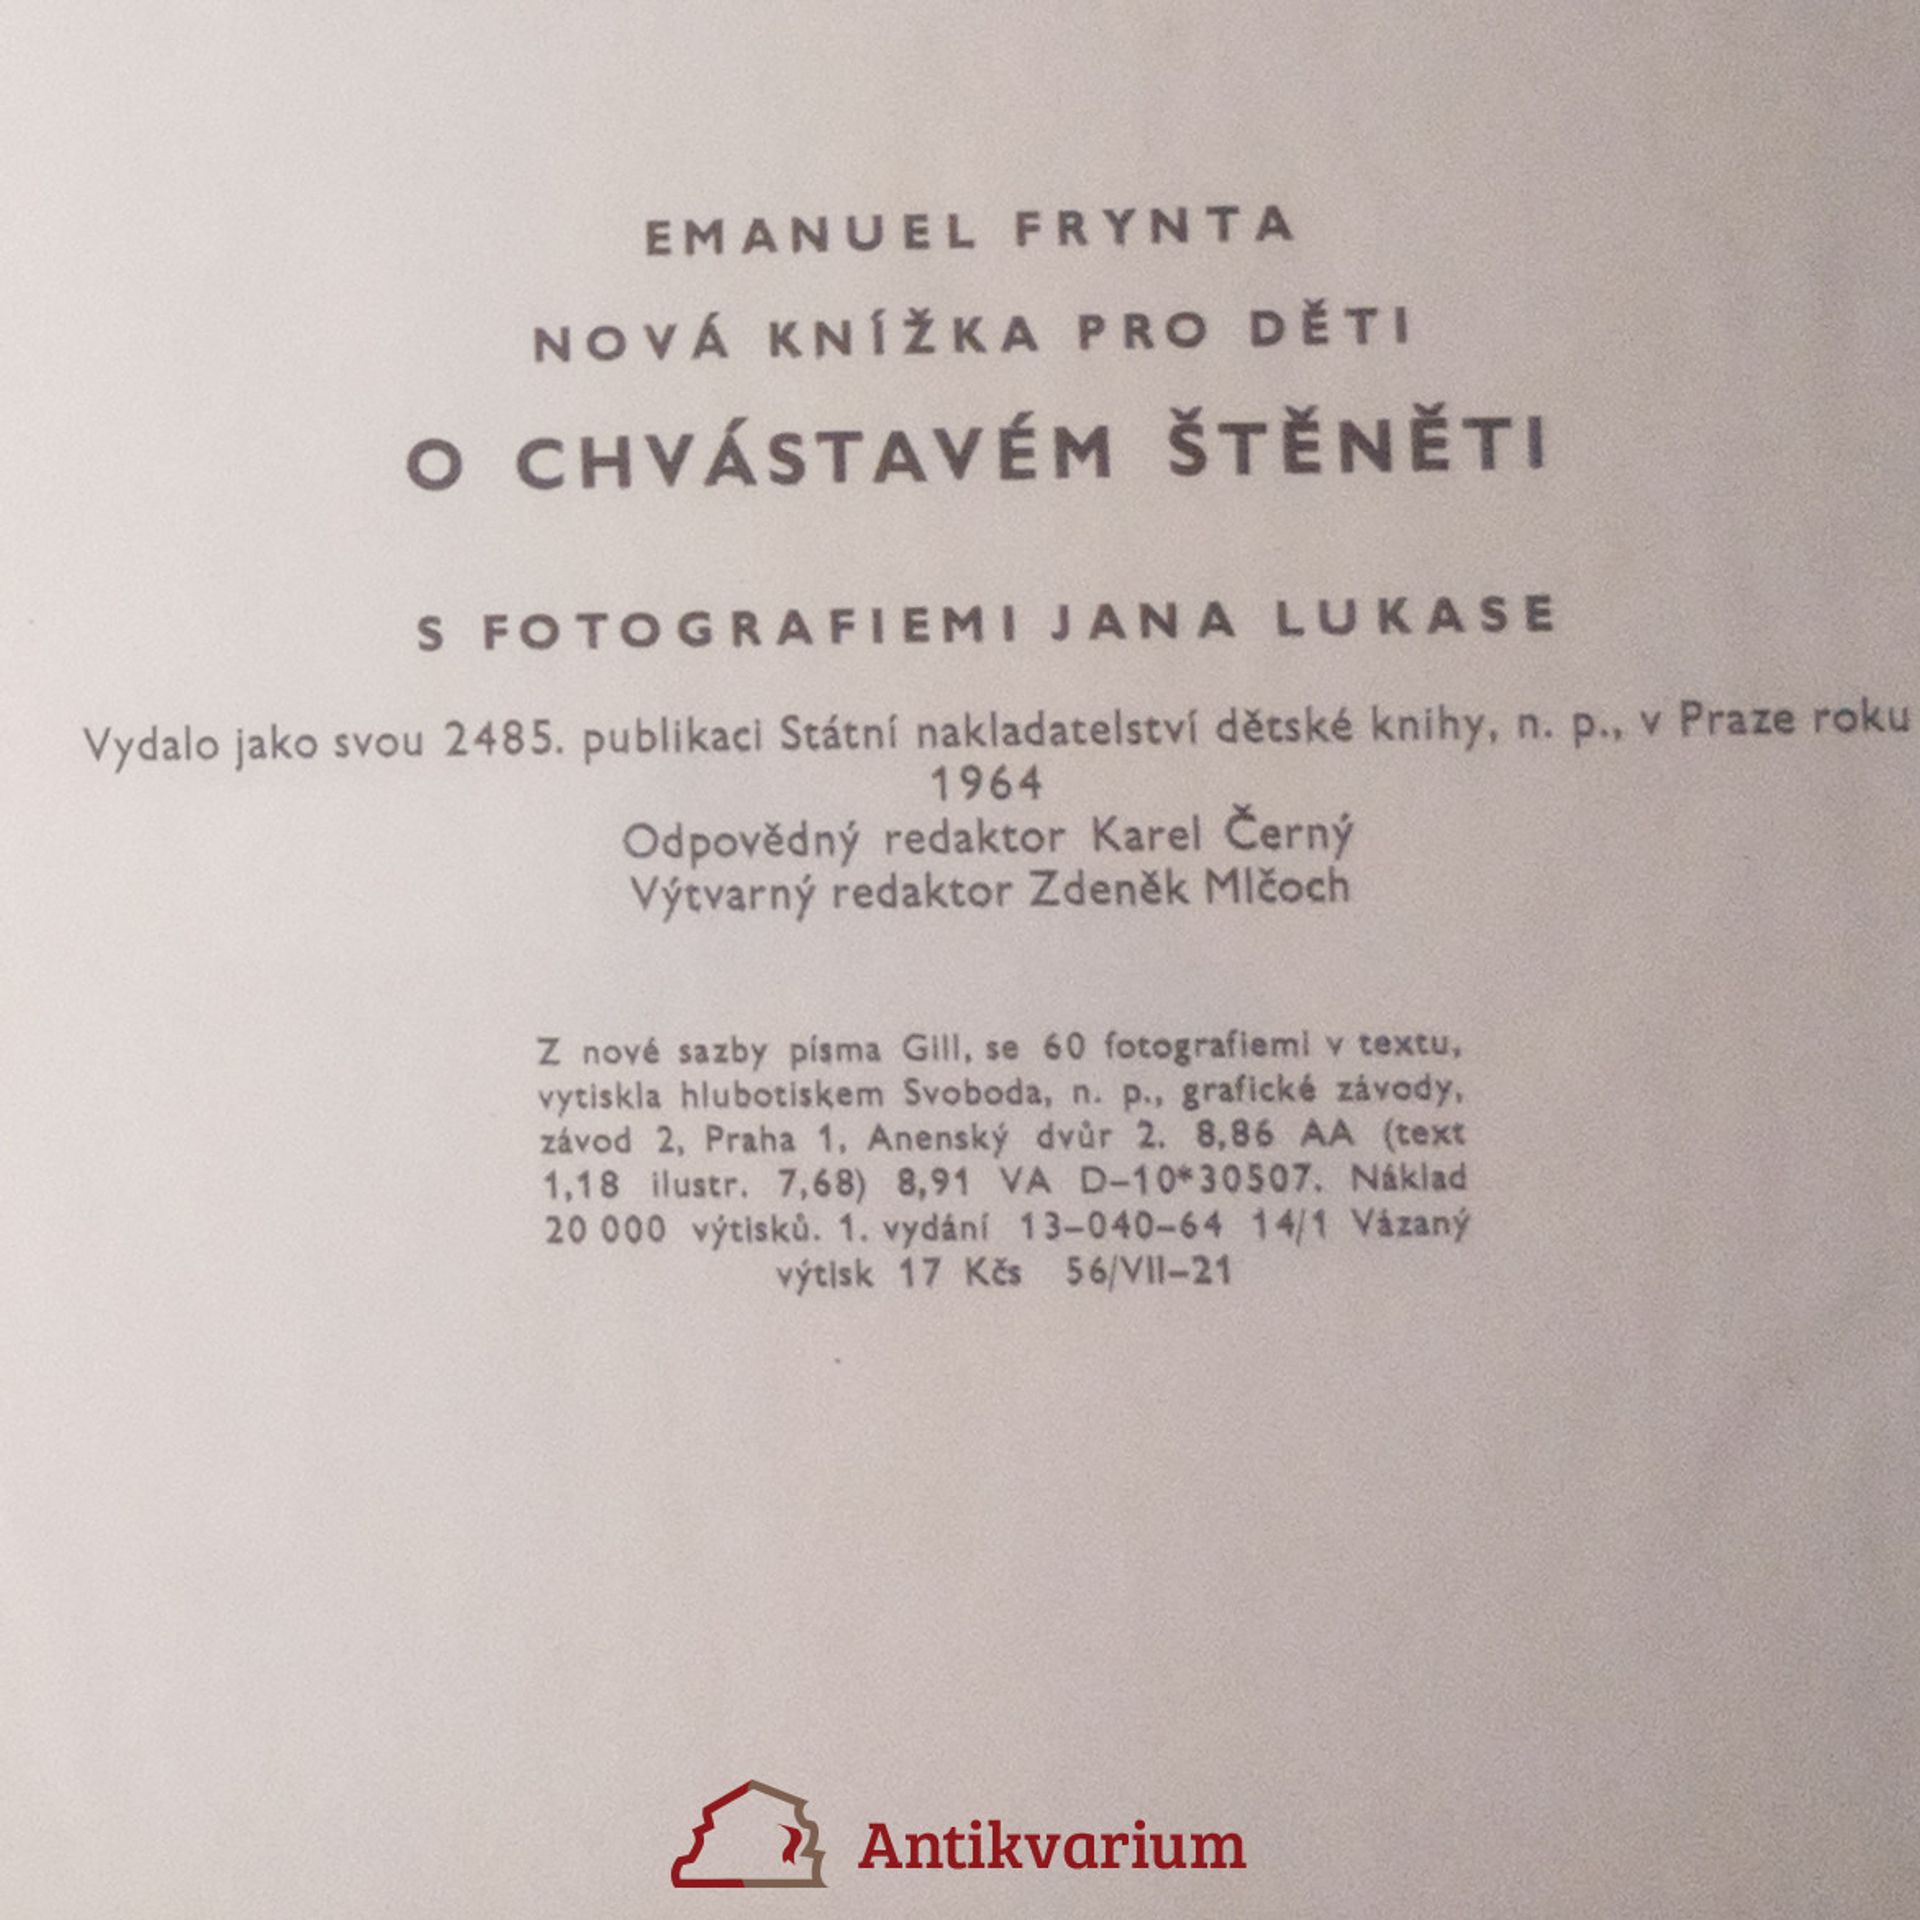 EMANUEL FRYNTA
NOVÁ KNÍŽKA PRO DĚTI
O CHVÁSTAVÉM ŠTĚNĚTI
S FOTOGRAFIEMI JANA LUKASE
Vydalo jako svou 2485. publikaci Státní nakladatelství dětské knihy, n. p., v Praze roku
1964
Odpovědný redaktor Karel Černý
Výtvarný redaktor Zdeněk Mlčoch
Z nové sazby písma Gill, se 60 fotografiemi v textu,
vytiskla hlubotiskem Svoboda, n. p., grafické závody,
závod 2, Praha 1, Anenský dvůr 2. 8,86 AA (text
1,18 ilustr. 7,68) 8,91 VA D–10*30507. Náklad
20 000 výtisků. 1. vydání 13–040–64 14/1 Vázaný
výtisk 17 Kčs 56/VII–21
Antikvarium